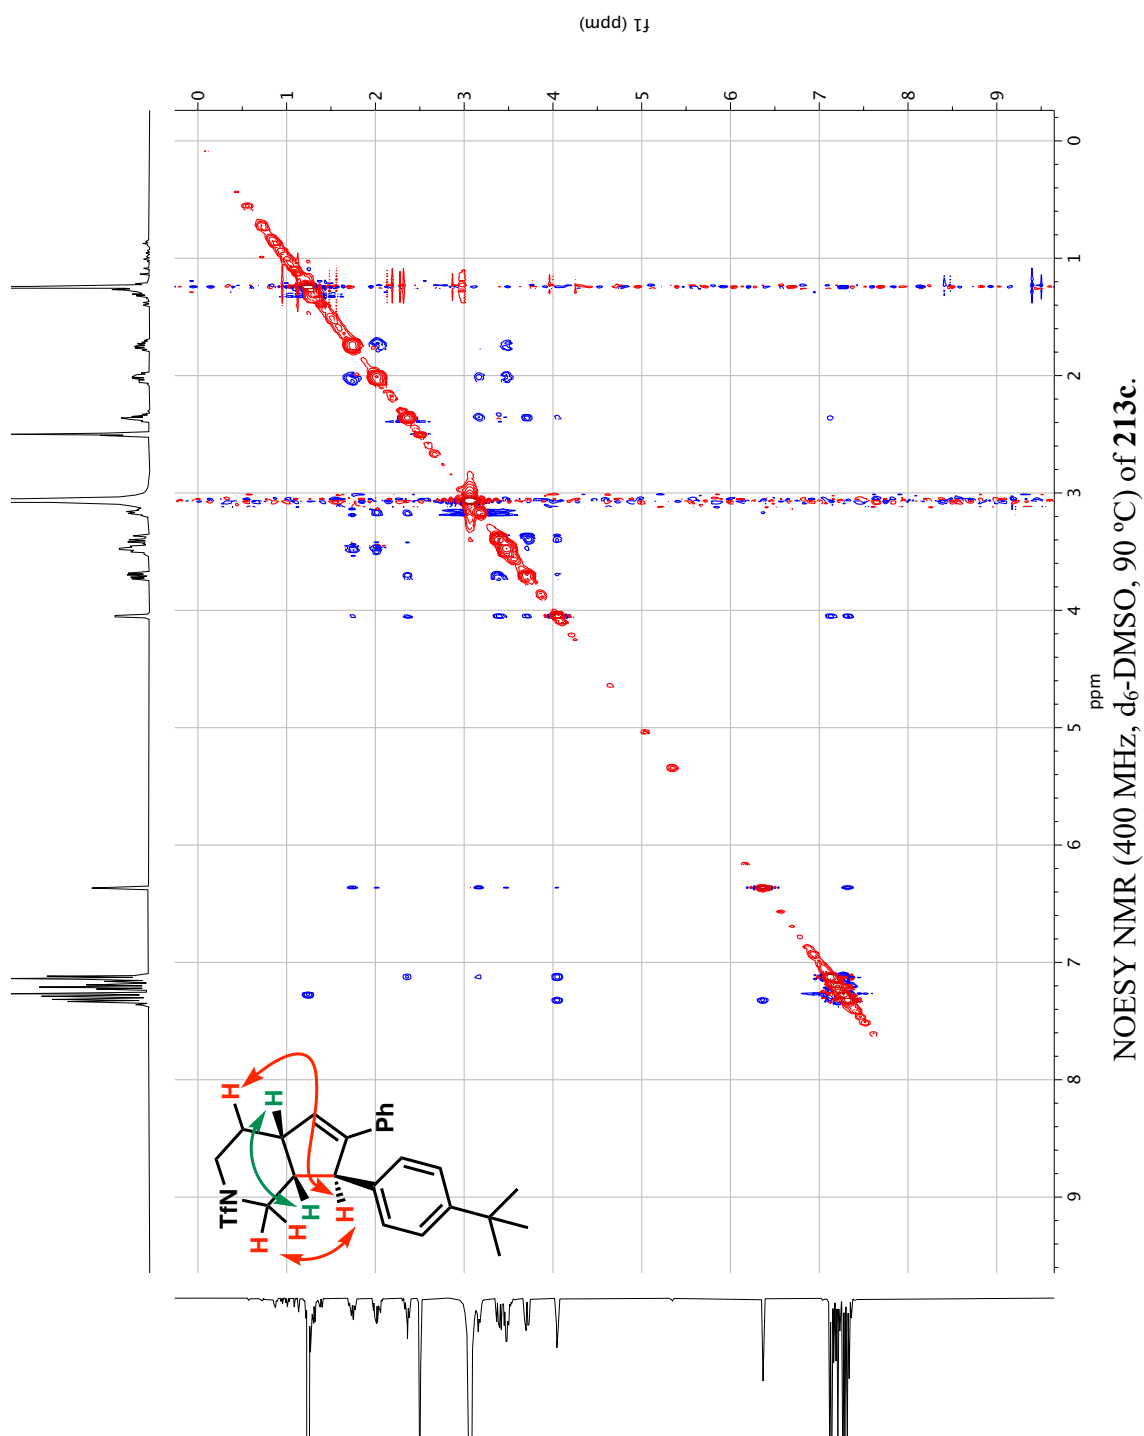 f1 (ppm)
0 1 2 3 4 5 6 7 8 9
0
1
2
3
4
5
6
7
8
9
ppm
H
H
TfN
H
H
H
H
Ph
NOESY NMR (400 MHz, d6-DMSO, 90 ºC) of 213c.